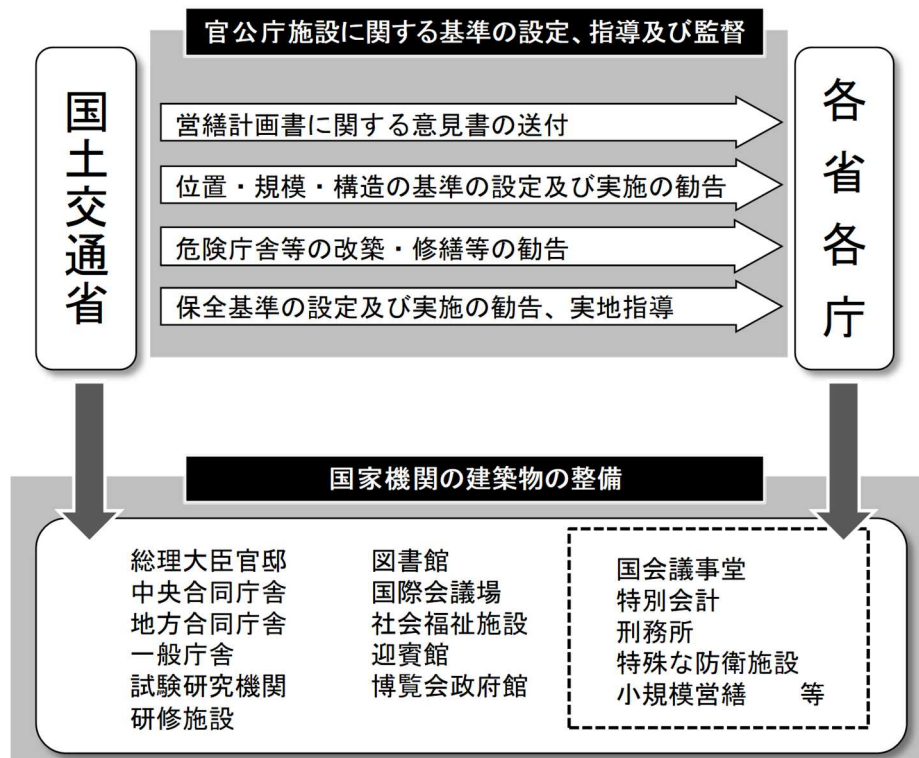 官公庁施設に関する基準の設定、指導及び監督
国土交通省
営繕計画書に関する意見書の送付
位置・規模・構造の基準の設定及び実施の勧告
危険庁舎等の改築・修繕等の勧告
保全基準の設定及び実施の勧告、実地指導
各省各庁
国家機関の建築物の整備
総理大臣官邸
中央合同庁舎
地方合同庁舎
一般庁舎
試験研究機関
研修施設
図書館
国際会議場
社会福祉施設
迎賓館
博覧会政府館
国会議事堂
特別会計
刑務所
特殊な防衛施設
小規模営繕 等